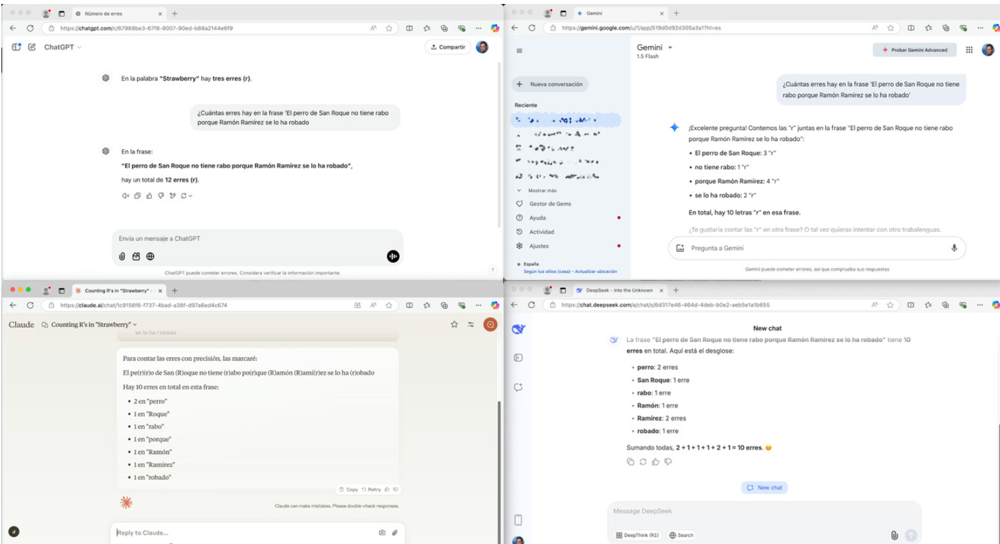 Número de erres
https://chatgpt.com/c/67988be3-67f8-8007-90ed-b88a2144e6f9
ChatGPT
Compartir
En la palabra "Strawberry" hay tres erres (r).
¿Cuántas erres hay en la frase 'El perro de San Roque no tiene rabo
porque Ramón Ramírez se lo ha robado
En la frase:
"El perro de San Roque no tiene rabo porque Ramón Ramírez se lo ha robado",
hay un total de 12 erres (r).
Envía un mensaje a ChatGPT
ChatGPT puede cometer errores. Considera verificar la información importante.
?
Gemini
https://gemini.google.com/u/1/app/519d0d92d305a3a1?hl=es
Gemini
1.5 Flash
Probar Gemini Advanced
Nueva conversación
Reciente
Mostrar más
Gestor de Gems
Ayuda
Actividad
Ajustes
España
Según tus sitios (casa) • Actualizar ubicación
¿Cuántas erres hay en la frase 'El perro de San Roque no tiene
rabo porque Ramón Ramírez se lo ha robado'
¡Excelente pregunta! Contemos las "r" juntas en la frase "El perro de San Roque no tiene rabo
porque Ramón Ramírez se lo ha robado":
• El perro de San Roque: 3 "r"
• no tiene rabo: 1 "r"
• porque Ramón Ramírez: 4 "r"
• se lo ha robado: 2 "r"
En total, hay 10 letras "r" en esa frase.
¿Te gustaría contar las "r" en otra frase? O tal vez quieras intentar con otro trabalenguas.
Pregunta a Gemini
Gemini puede cometer errores, así que comprueba sus respuestas
Counting R's in "Strawberry" -
https://claude.ai/chat/1c9156f6-f737-4bad-a38f-d97a6ed4c674
Claude
Counting R's in "Strawberry"
se lo ha robado
Para contar las erres con precisión, las marcaré:
El pe(r)(r)o de San (R)oque no tiene (r)abo po(r)que (R)amón (R)amí(r)ez se lo ha (r)obado
Hay 10 erres en total en esta frase:
• 2 en "perro"
• 1 en "Roque"
• 1 en "rabo"
• 1 en "porque"
• 1 en "Ramón"
• 1 en "Ramírez"
• 1 en "robado"
Copy
Retry
Claude can make mistakes. Please double-check responses.
J
Reply to Claude...
DeepSeek - Into the Unknown
https://chat.deepseek.com/a/chat/s/6d317e46-464d-4deb-b0e2-aeb5e1a1b655
New chat
La frase "El perro de San Roque no tiene rabo porque Ramón Ramírez se lo ha robado" tiene 10
erres en total. Aquí está el desglose:
• perro: 2 erres
• San Roque: 1 erre
• rabo: 1 erre
• Ramón: 1 erre
• Ramírez: 2 erres
• robado: 1 erre
Sumando todas, 2 + 1 + 1 + 1 + 2 + 1 = 10 erres. 😊
New chat
Message DeepSeek
DeepThink (R1)
Search